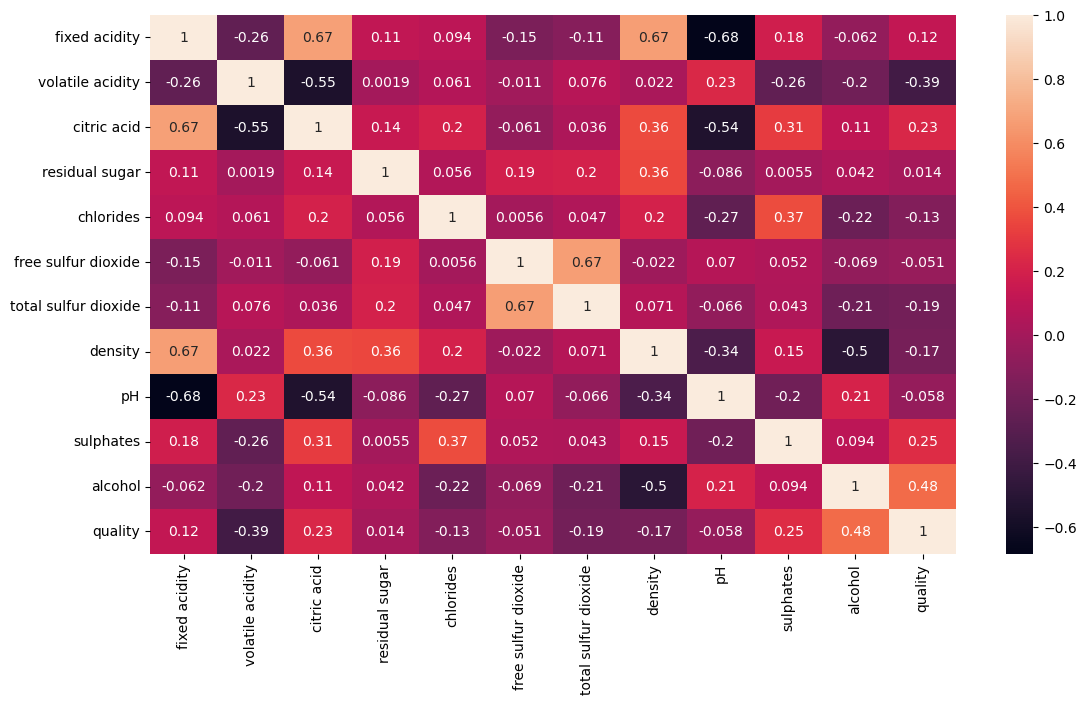 fixed acidity 1 -0.26 0.67 0.11 0.094 -0.15 -0.11 0.67 -0.68 0.18 -0.062 0.12
volatile acidity -0.26 1 -0.55 0.0019 0.061 -0.011 0.076 0.022 0.23 -0.26 -0.2 -0.39
citric acid 0.67 -0.55 1 0.14 0.2 -0.061 0.036 0.36 -0.54 0.31 0.11 0.23
residual sugar 0.11 0.0019 0.14 1 0.056 0.19 0.2 0.36 -0.086 0.0055 0.042 0.014
chlorides 0.094 0.061 0.2 0.056 1 0.0056 0.047 0.2 -0.27 0.37 -0.22 -0.13
free sulfur dioxide -0.15 -0.011 -0.061 0.19 0.0056 1 0.67 -0.022 0.07 0.052 -0.069 -0.051
total sulfur dioxide -0.11 0.076 0.036 0.2 0.047 0.67 1 0.071 -0.066 0.043 -0.21 -0.19
density 0.67 0.022 0.36 0.36 0.2 -0.022 0.071 1 -0.34 0.15 -0.5 -0.17
pH -0.68 0.23 -0.54 -0.086 -0.27 0.07 -0.066 -0.34 1 -0.2 0.21 -0.058
sulphates 0.18 -0.26 0.31 0.0055 0.37 0.052 0.043 0.15 -0.2 1 0.094 0.25
alcohol -0.062 -0.2 0.11 0.042 -0.22 -0.069 -0.21 -0.5 0.21 0.094 1 0.48
quality 0.12 -0.39 0.23 0.014 -0.13 -0.051 -0.19 -0.17 -0.058 0.25 0.48 1
fixed acidity
volatile acidity
citric acid
residual sugar
chlorides
free sulfur dioxide
total sulfur dioxide
density
pH
sulphates
alcohol
quality
1.0
0.8
0.6
0.4
0.2
0.0
−0.2
−0.4
−0.6